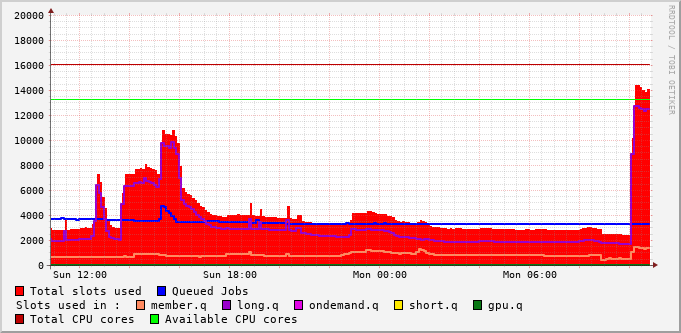 20000
18000
16000
14000
12000
10000
8000
6000
4000
2000
0
Sun 12:00 Sun 18:00 Mon 00:00 Mon 06:00
RRDTOOL / TOBI OETIKER
Total slots used Queued Jobs
Slots used in : member.q long.q ondemand.q short.q gpu.q
Total CPU cores Available CPU cores